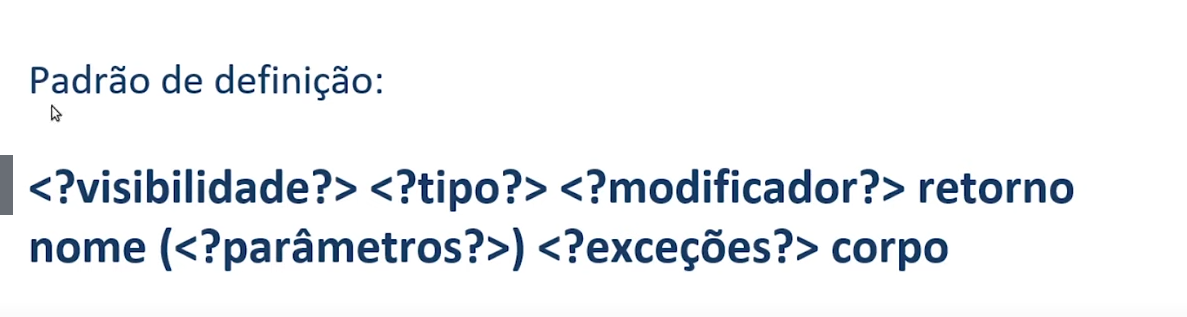 Padrão de definição:
<?visibilidade?> <?tipo?> <?modificador?> retorno
nome (<?parâmetros?>) <?exceções?> corpo